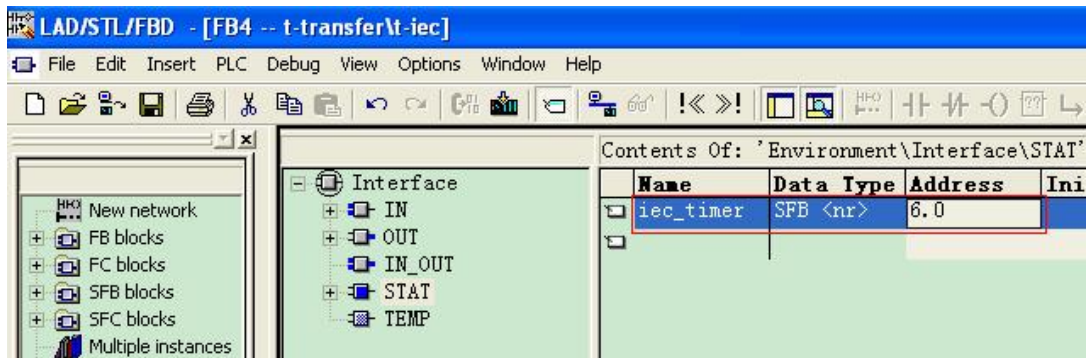 LAD/STL/FBD - [FB4 -- t-transfer\t-iec]
File Edit Insert PLC Debug View Options Window Help
Contents Of: 'Environment\Interface\STAT'
Interface
Name Data Type Address Ini
New network
IN
iec_timer SFB <nr> 6.0
FB blocks
OUT
FC blocks
IN_OUT
SFB blocks
STAT
SFC blocks
TEMP
Multiple instances